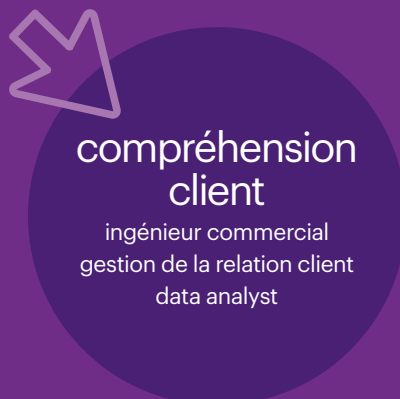 compréhension
client
ingénieur commercial
gestion de la relation client
data analyst